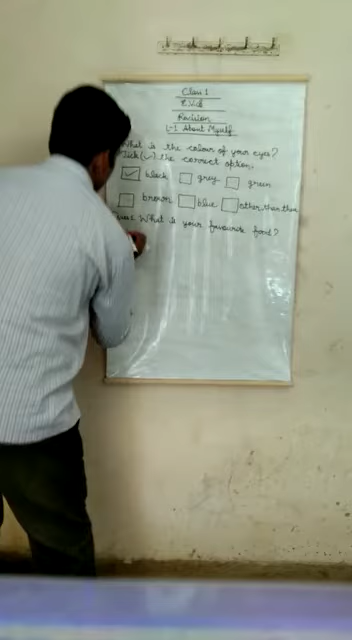 Class 1
Revision
L-1 About Myself
What is the colour of your eyes?
Tick (✓) the correct option.
black grey green
brown blue other than them
What is your favourite food?